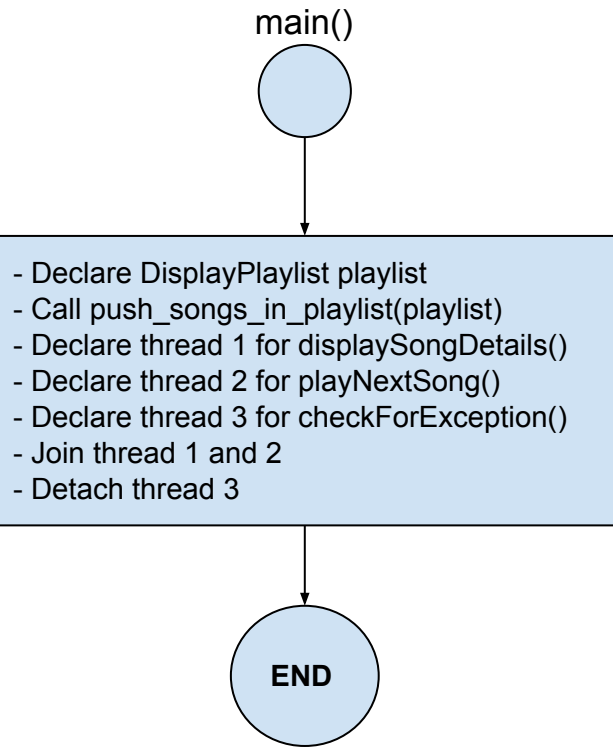 main()
- Declare DisplayPlaylist playlist
- Call push_songs_in_playlist(playlist)
- Declare thread 1 for displaySongDetails()
- Declare thread 2 for playNextSong()
- Declare thread 3 for checkForException()
- Join thread 1 and 2
- Detach thread 3
END